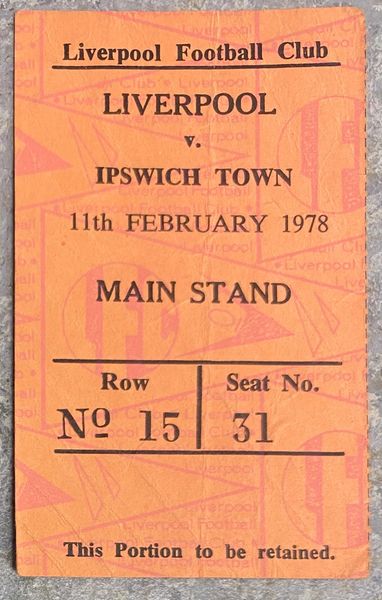 Liverpool Football Club
LIVERPOOL
v.
IPSWICH TOWN
11th FEBRUARY 1978
MAIN STAND
Row Seat No.
Nº 15 31
This Portion to be retained.